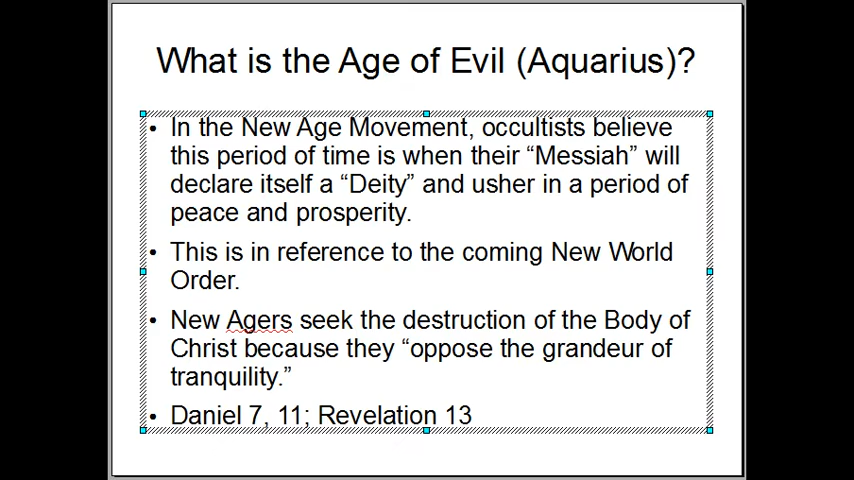 What is the Age of Evil (Aquarius)?
• In the New Age Movement, occultists believe
this period of time is when their “Messiah” will
declare itself a “Deity” and usher in a period of
peace and prosperity.
• This is in reference to the coming New World
Order.
• New Agers seek the destruction of the Body of
Christ because they “oppose the grandeur of
tranquility.”
• Daniel 7, 11; Revelation 13